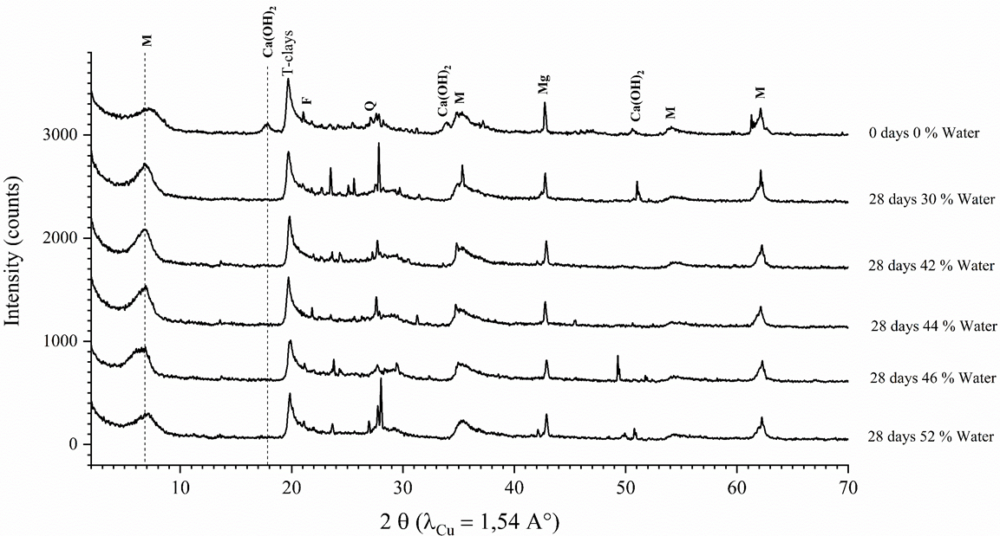 M
Ca(OH)2
T-clays
F
Q
Ca(OH)2
M
Mg
Ca(OH)2
M
M
3000
2000
1000
0
Intensity (counts)
0 days 0 % Water
28 days 30 % Water
28 days 42 % Water
28 days 44 % Water
28 days 46 % Water
28 days 52 % Water
10 20 30 40 50 60 70
2 θ (λCu = 1,54 A°)